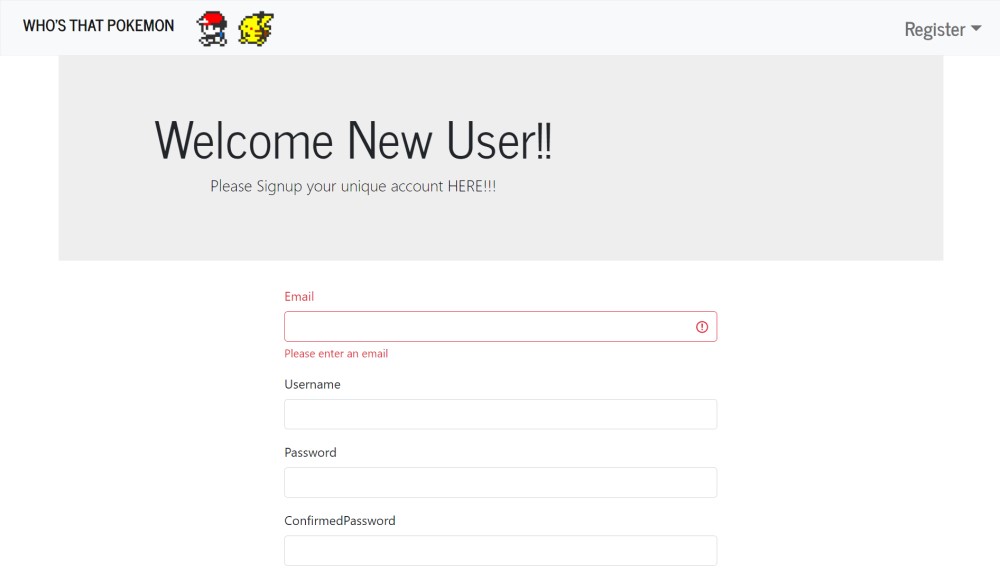 WHO'S THAT POKEMON
Register
Welcome New User!!
Please Signup your unique account HERE!!!
Email
Please enter an email
Username
Password
ConfirmedPassword